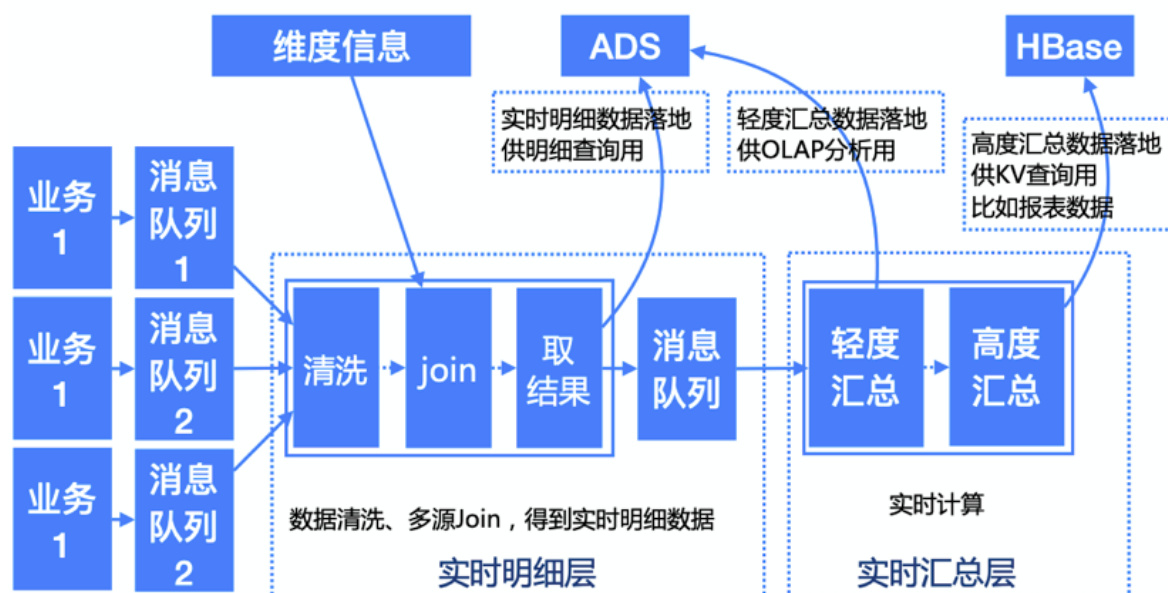 维度信息
ADS
HBase
实时明细数据落地
供明细查询用
轻度汇总数据落地
供OLAP分析用
高度汇总数据落地
供KV查询用
比如报表数据
业务
1
消息
队列
1
业务
1
消息
队列
2
业务
1
消息
队列
2
清洗
join
取
结果
消息
队列
轻度
汇总
高度
汇总
数据清洗、多源Join，得到实时明细数据
实时计算
实时明细层
实时汇总层